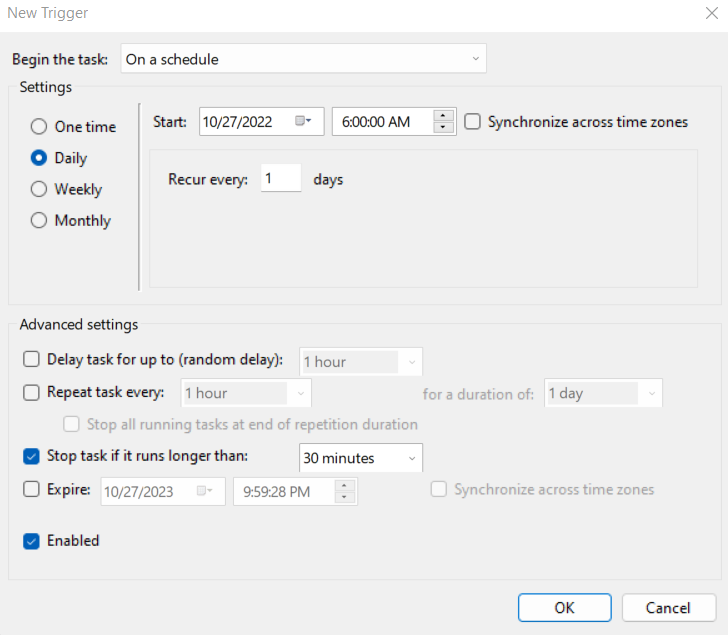 New Trigger
Begin the task: On a schedule
Settings
One time
Start: 10/27/2022 6:00:00 AM Synchronize across time zones
Daily
Recur every: 1 days
Weekly
Monthly
Advanced settings
Delay task for up to (random delay): 1 hour
Repeat task every: 1 hour for a duration of: 1 day
Stop all running tasks at end of repetition duration
Stop task if it runs longer than: 30 minutes
Expire: 10/27/2023 9:59:28 PM Synchronize across time zones
Enabled
OK Cancel